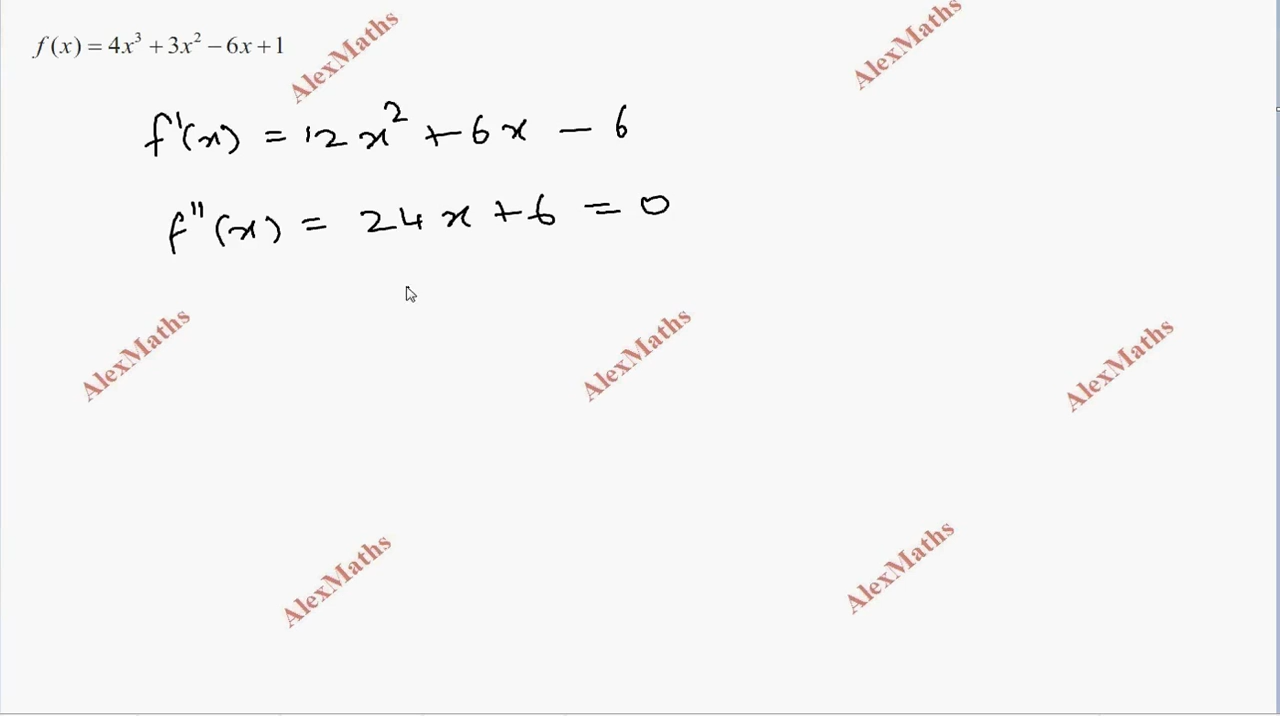 f(x) = 4x³ + 3x² − 6x + 1
AlexMaths
AlexMaths
f'(x) = 12x² + 6x − 6
f''(x) = 24x + 6 = 0
AlexMaths
AlexMaths
AlexMaths
AlexMaths
AlexMaths